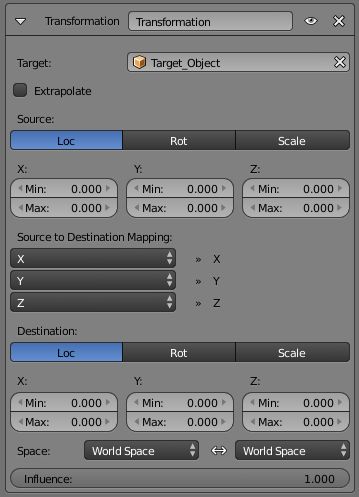 Transformation Transformation
Target: Target_Object
Extrapolate
Source:
Loc Rot Scale
X: Y: Z:
Min: 0.000 Min: 0.000 Min: 0.000
Max: 0.000 Max: 0.000 Max: 0.000
Source to Destination Mapping:
X » X
Y » Y
Z » Z
Destination:
Loc Rot Scale
X: Y: Z:
Min: 0.000 Min: 0.000 Min: 0.000
Max: 0.000 Max: 0.000 Max: 0.000
Space: World Space World Space
Influence: 1.000